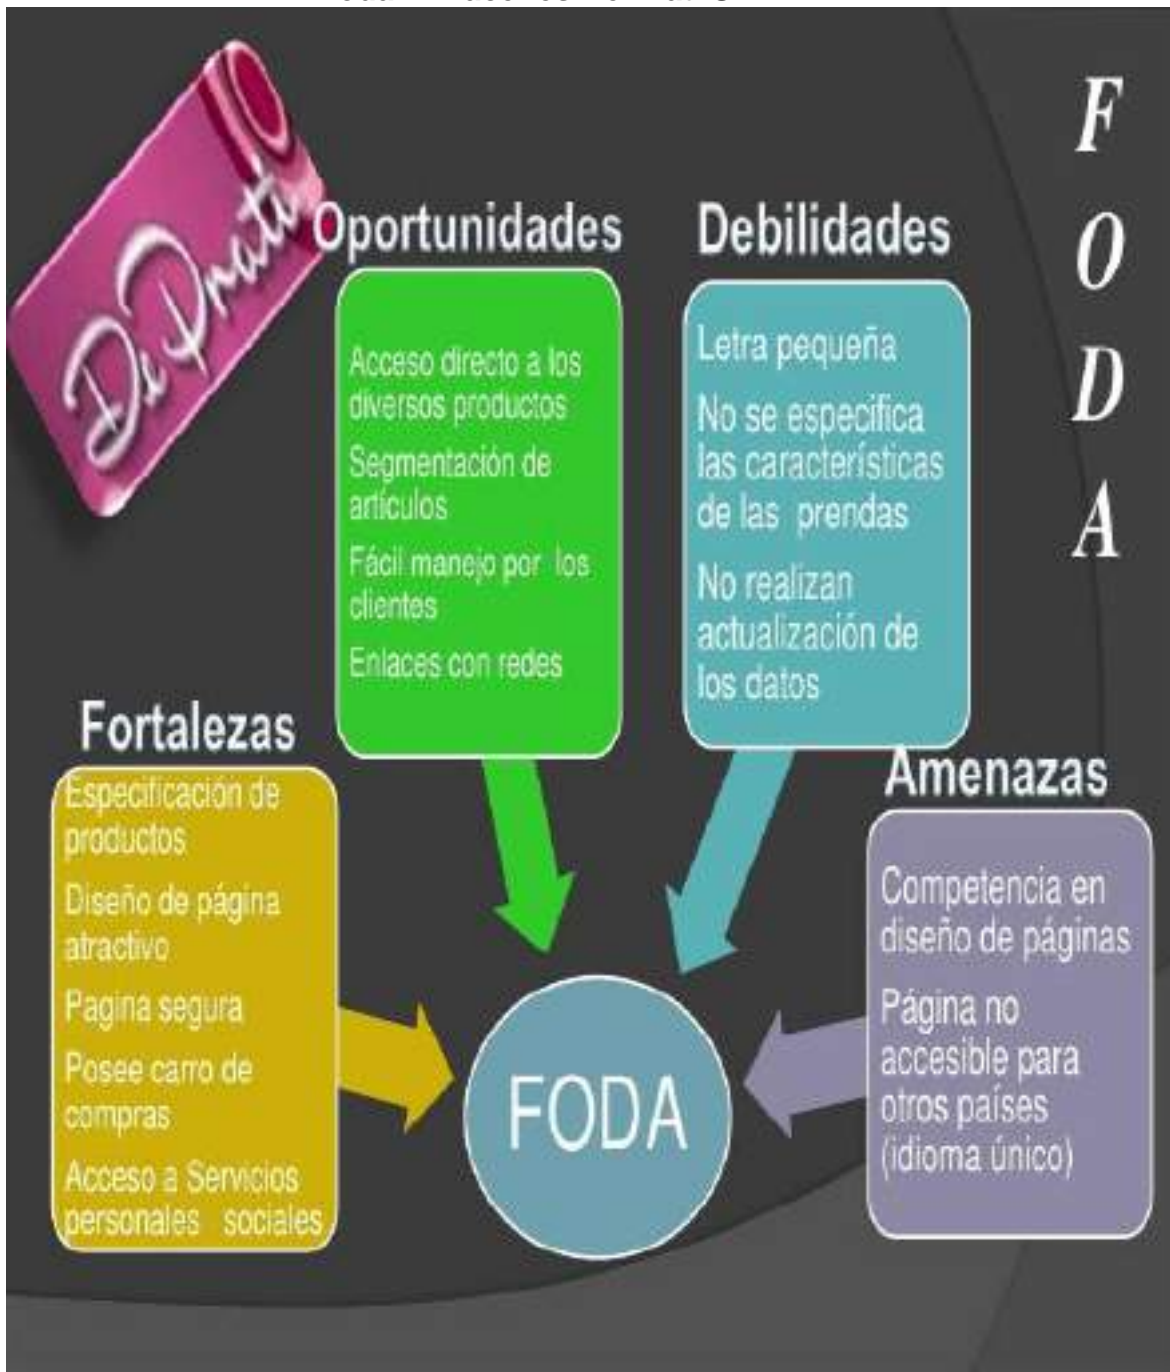 De Prati
F
O
D
A
Oportunidades
Acceso directo a los
diversos productos
Segmentación de
artículos
Fácil manejo por los
clientes
Enlaces con redes
Debilidades
Letra pequeña
No se especifica
las características
de las prendas
No realizan
actualización de
los datos
Fortalezas
Especificación de
productos
Diseño de página
atractivo
Pagina segura
Posee carro de
compras
Acceso a Servicios
personales sociales
Amenazas
Competencia en
diseño de páginas
Página no
accesible para
otros países
(idioma único)
FODA